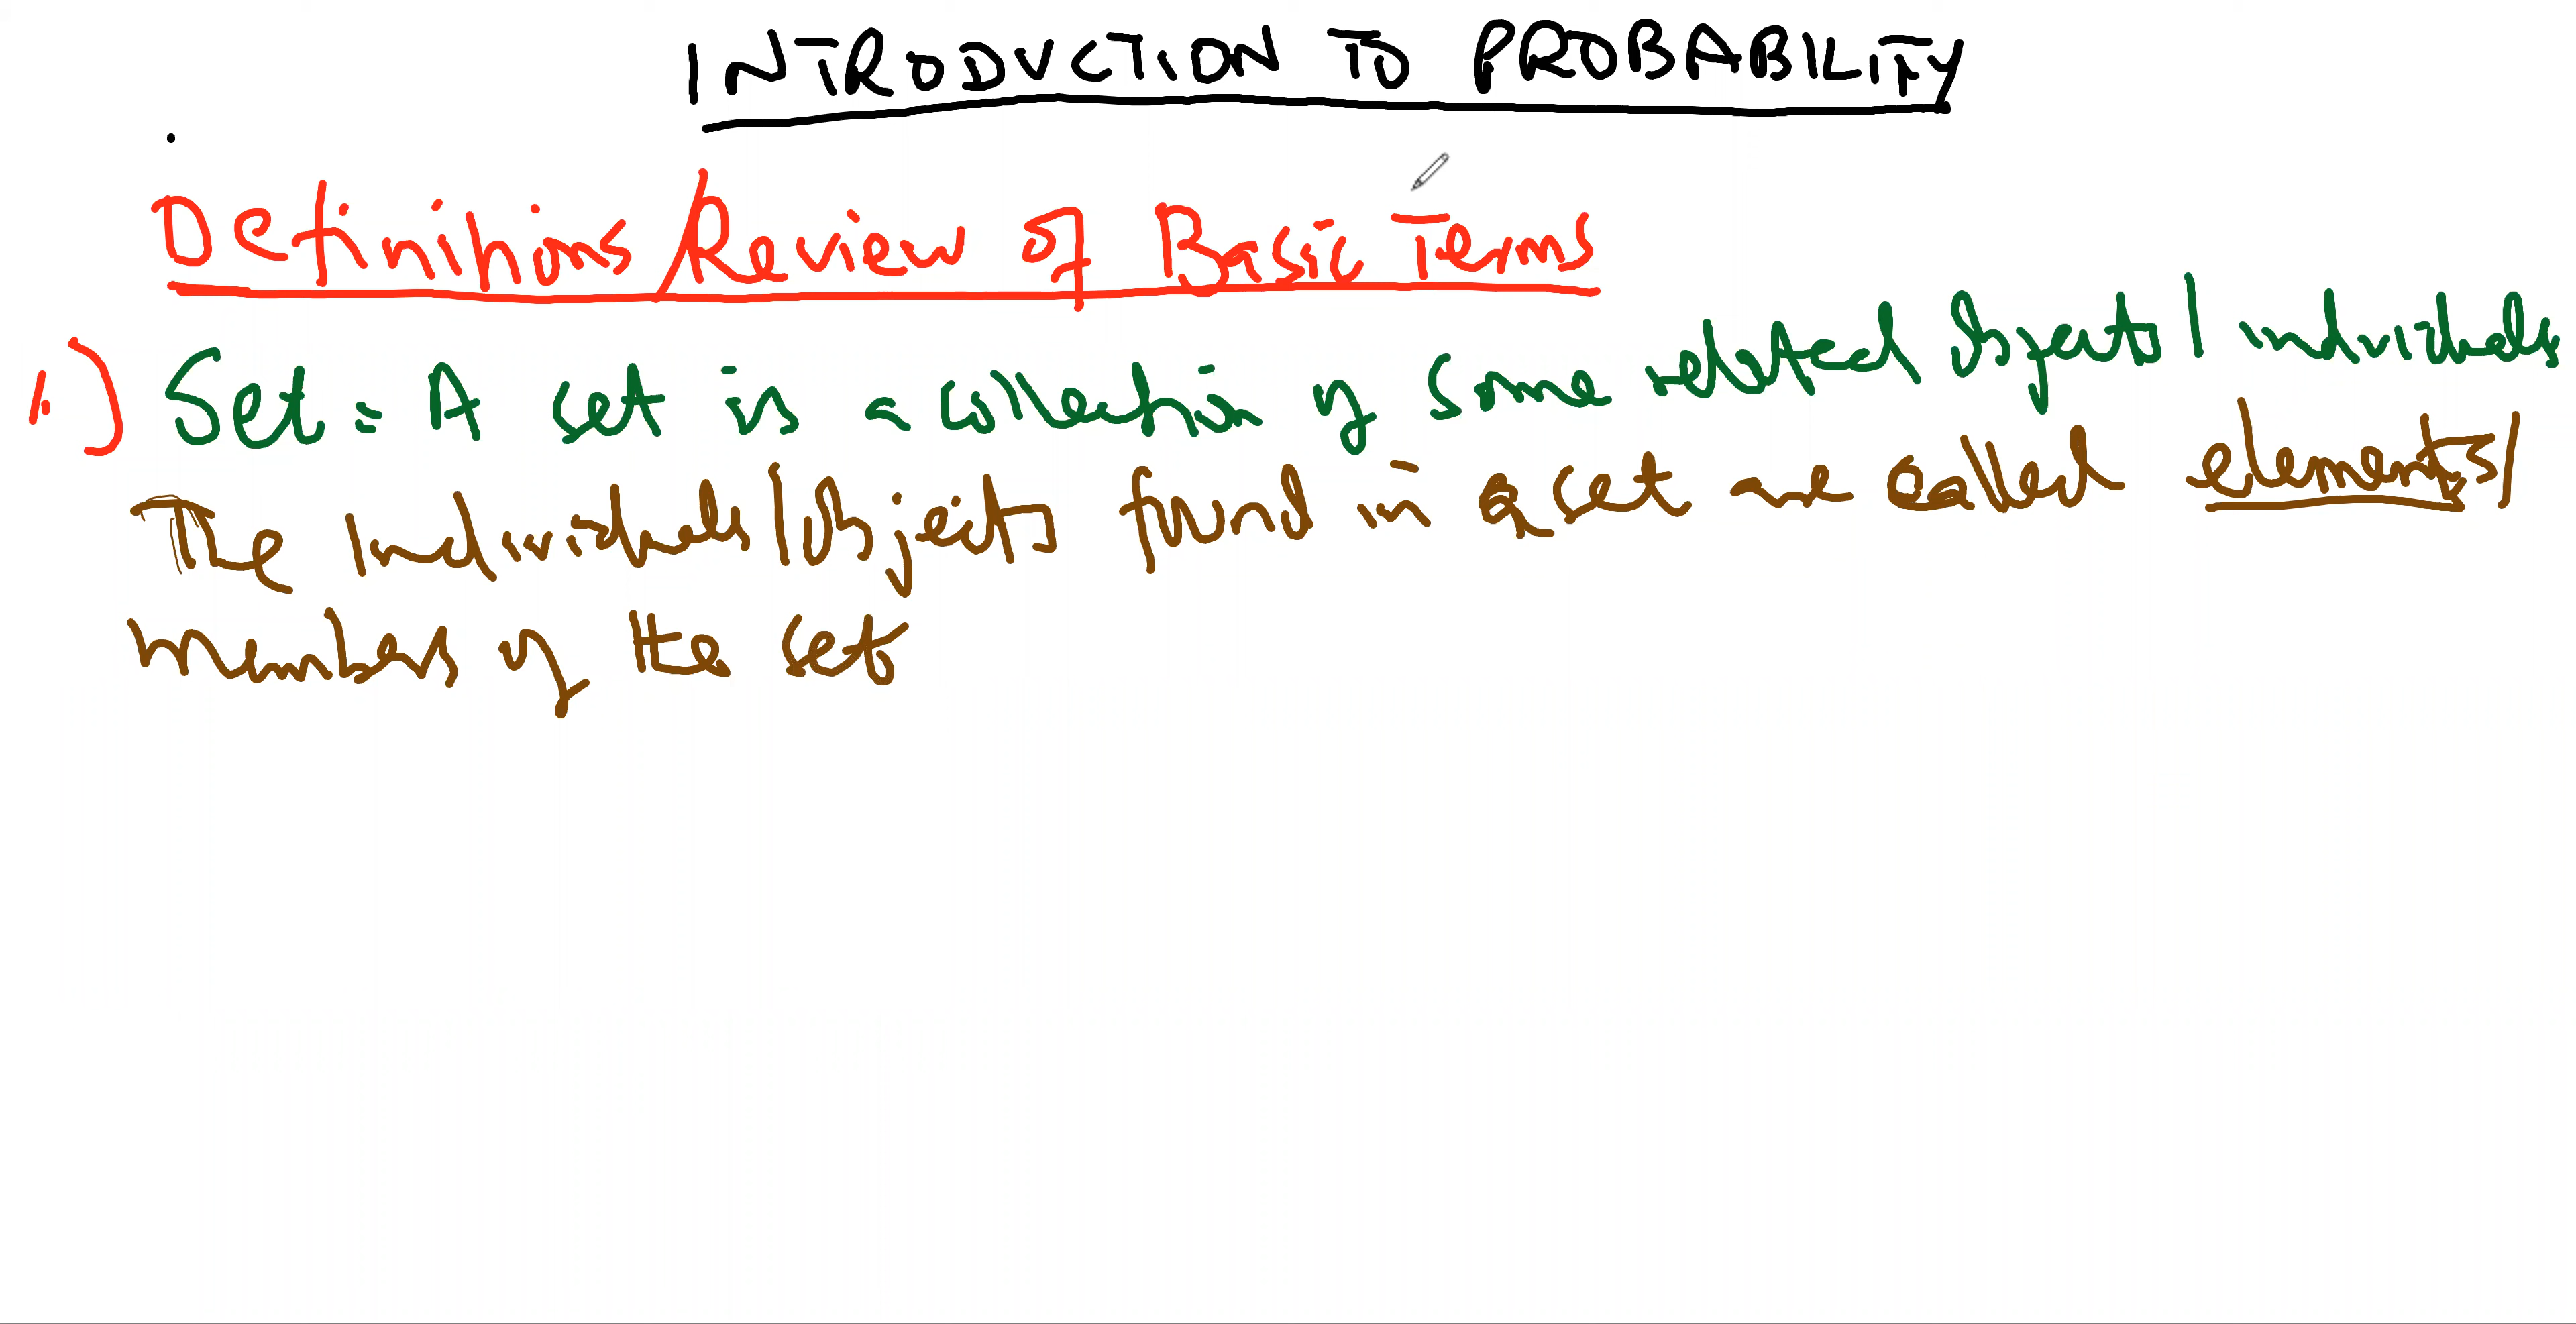 INTRODUCTION TO PROBABILITY
Definitions/Review of Basic Terms
1.) Set = A set is a collection of some related objects/individuals
The Individuals/Objects found in a set are called elements/
members of the set